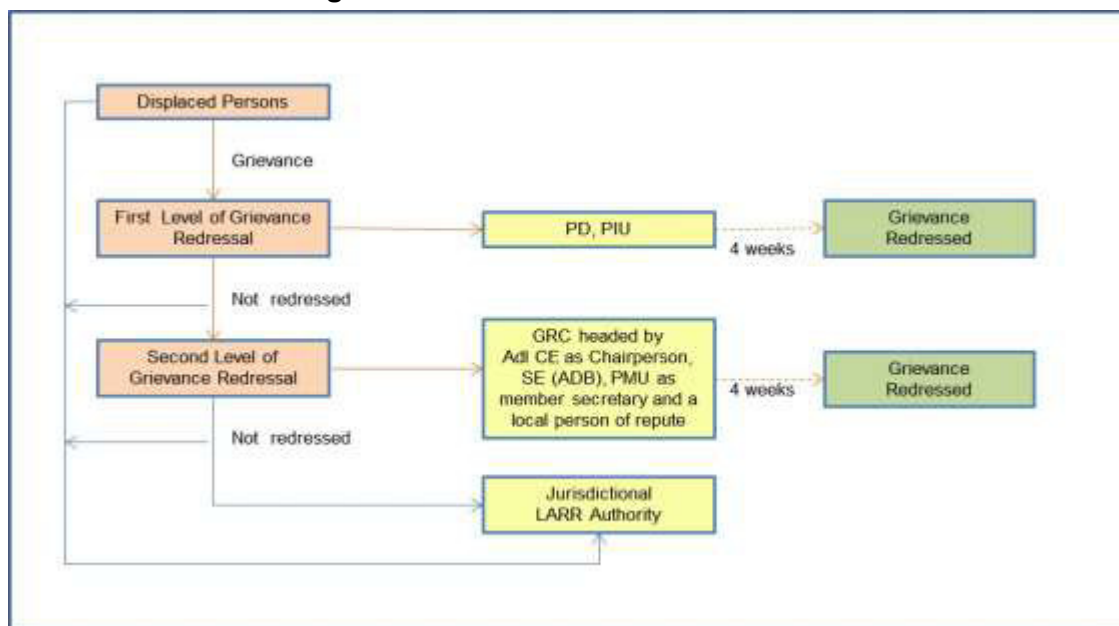 Displaced Persons
Grievance
First Level of Grievance
Redressal
PD, PIU
4 weeks
Grievance
Redressed
Not redressed
Second Level of
Grievance Redressal
GRC headed by
Adl CE as Chairperson,
SE (ADB), PMU as
member secretary and a
local person of repute
4 weeks
Grievance
Redressed
Not redressed
Jurisdictional
LARR Authority